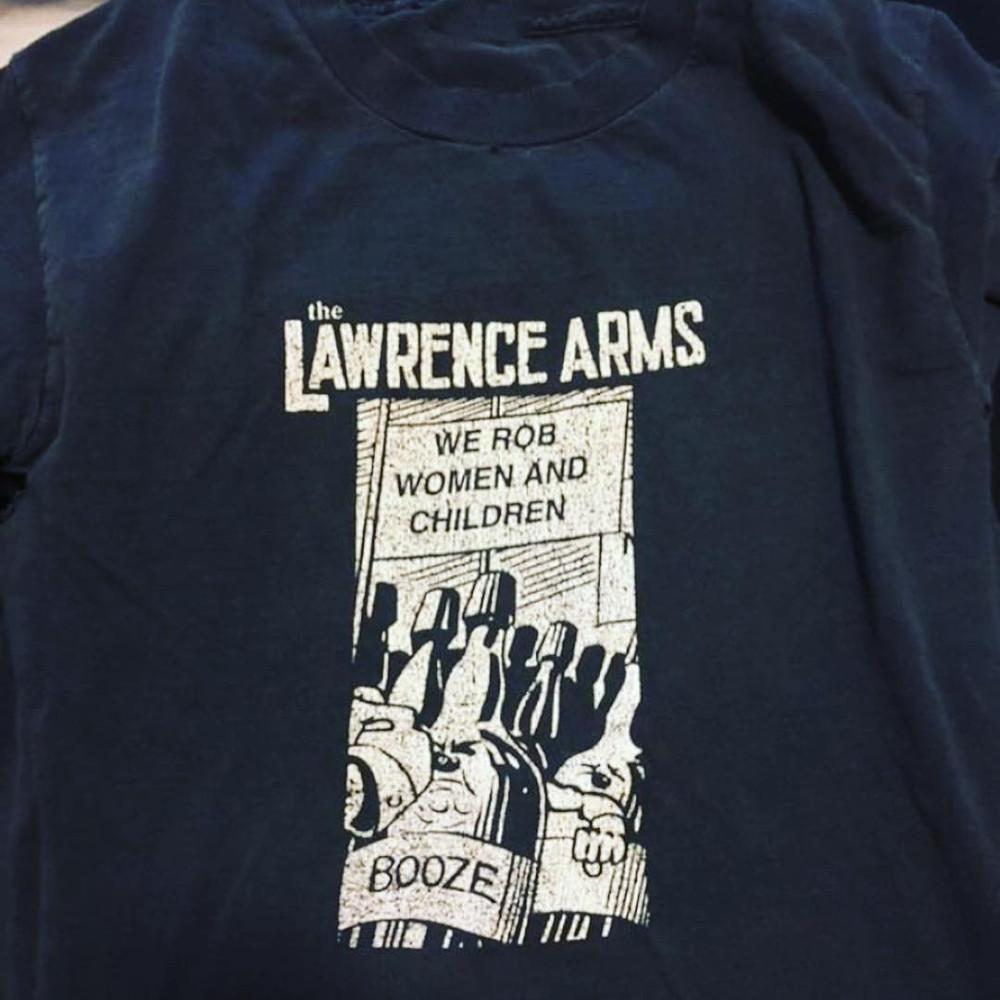 the
LAWRENCE ARMS
WE ROB
WOMEN AND
CHILDREN
BOOZE